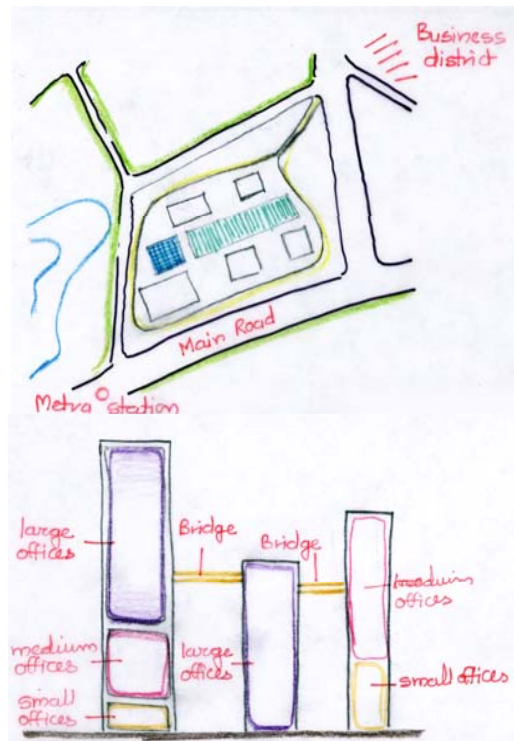 Business
district
Main Road
Metro station
large
offices
Bridge
Bridge
medium
offices
medium
offices
large
offices
small offices
small
offices